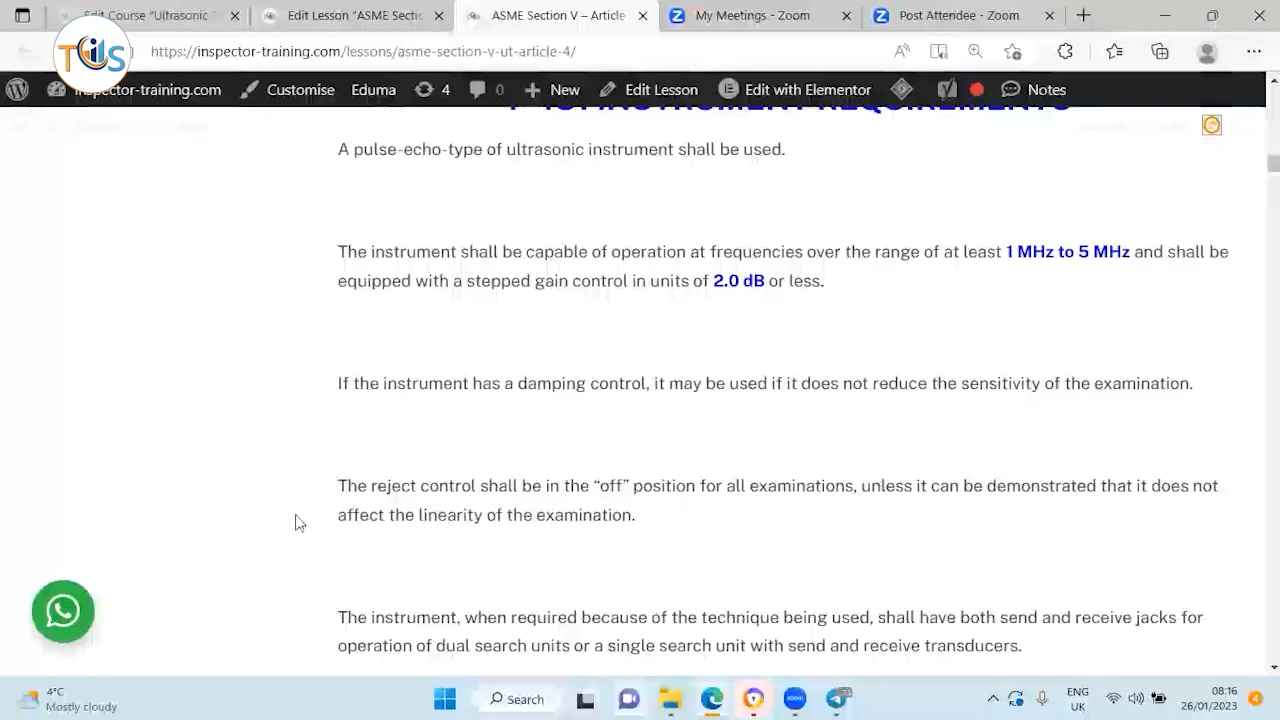 Edit Course "Ultrasonic T
Edit Lesson "ASME Sectic
ASME Section V – Article
My Meetings - Zoom
Post Attendee - Zoom
TCIS
https://inspector-training.com/lessons/asme-section-v-ut-article-4/
inspector-training.com
Customise
Eduma
4
0
New
Edit Lesson
Edit with Elementor
Notes
INSTRUMENT REQUIREMENTS
A pulse-echo-type of ultrasonic instrument shall be used.
The instrument shall be capable of operation at frequencies over the range of at least 1 MHz to 5 MHz and shall be
equipped with a stepped gain control in units of 2.0 dB or less.
If the instrument has a damping control, it may be used if it does not reduce the sensitivity of the examination.
The reject control shall be in the “off” position for all examinations, unless it can be demonstrated that it does not
affect the linearity of the examination.
The instrument, when required because of the technique being used, shall have both send and receive jacks for
operation of dual search units or a single search unit with send and receive transducers.
4°C
Mostly cloudy
Search
zoom
73
ENG
UK
08:16
26/01/2023
4